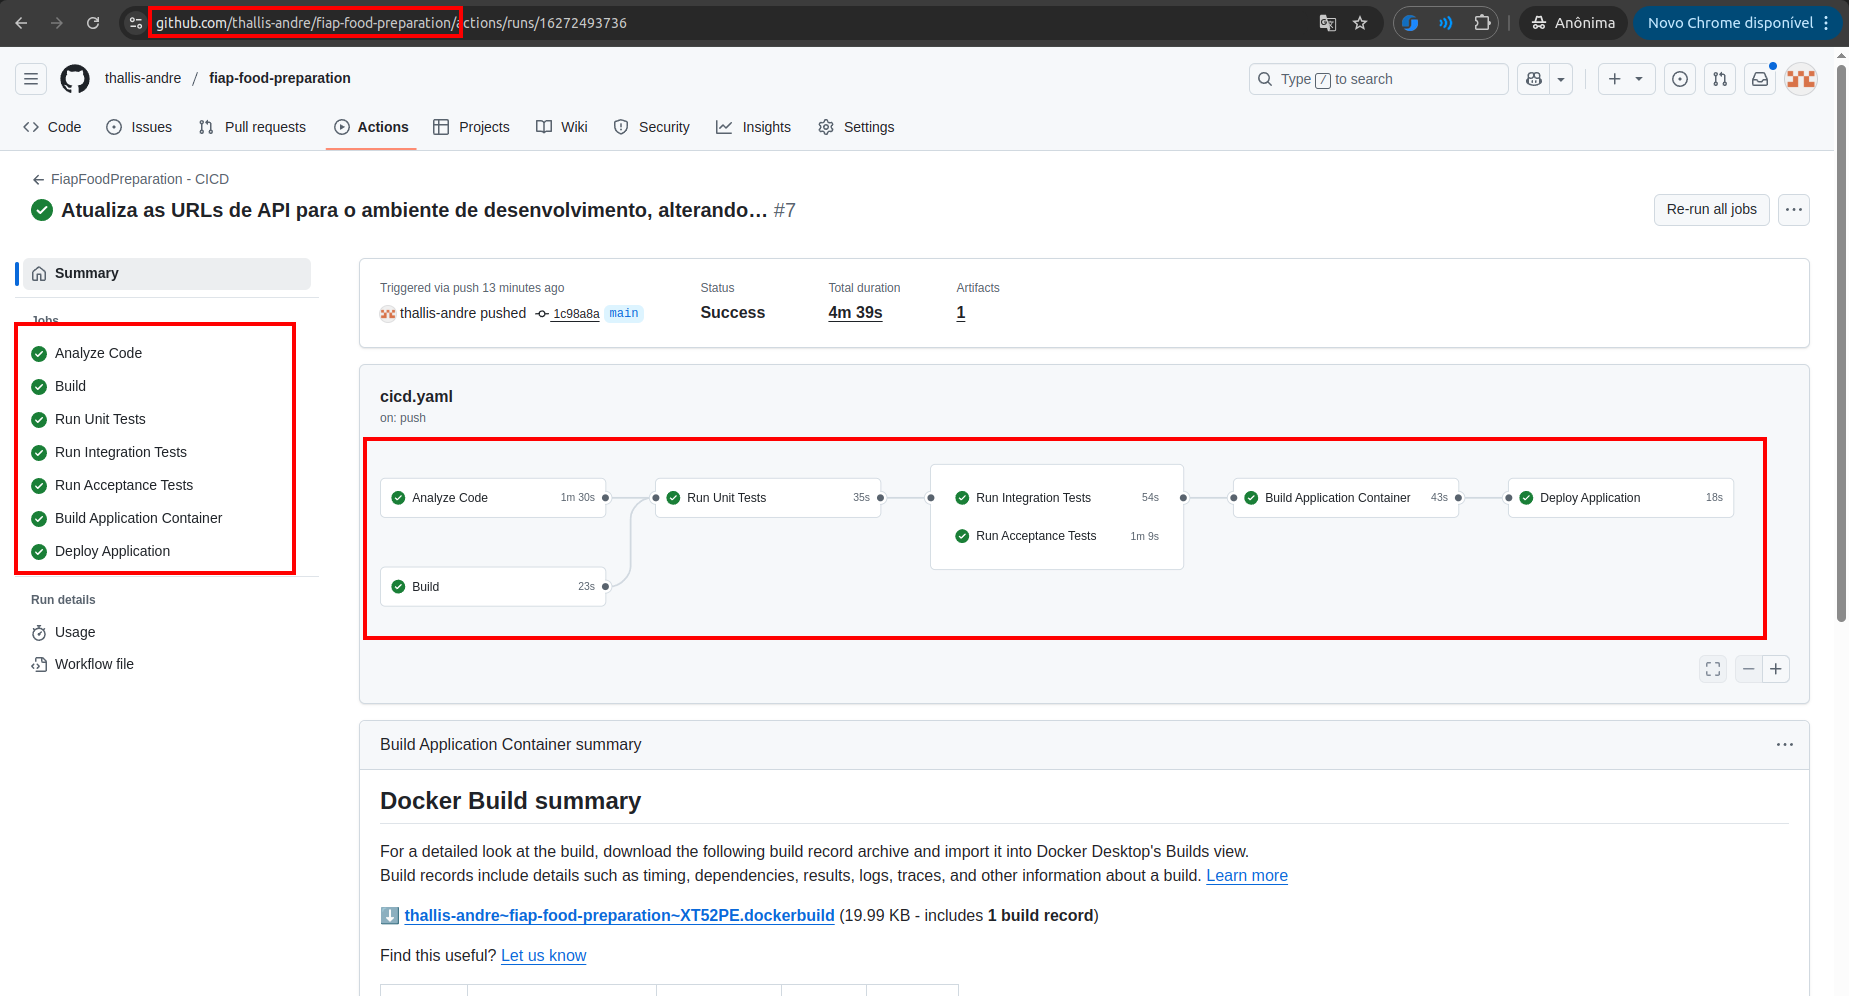 github.com/thallis-andre/fiap-food-preparation/actions/runs/16272493736
Anônima
Novo Chrome disponível
thallis-andre / fiap-food-preparation
Type / to search
Code
Issues
Pull requests
Actions
Projects
Wiki
Security
Insights
Settings
FiapFoodPreparation - CICD
Atualiza as URLs de API para o ambiente de desenvolvimento, alterando… #7
Re-run all jobs
Summary
Jobs
Analyze Code
Build
Run Unit Tests
Run Integration Tests
Run Acceptance Tests
Build Application Container
Deploy Application
Run details
Usage
Workflow file
Triggered via push 13 minutes ago
thallis-andre pushed 1c98a8a main
Status
Success
Total duration
4m 39s
Artifacts
1
cicd.yaml
on: push
Analyze Code 1m 30s
Build 23s
Run Unit Tests 35s
Run Integration Tests 54s
Run Acceptance Tests 1m 9s
Build Application Container 43s
Deploy Application 18s
Build Application Container summary
Docker Build summary
For a detailed look at the build, download the following build record archive and import it into Docker Desktop's Builds view.
Build records include details such as timing, dependencies, results, logs, traces, and other information about a build. Learn more
thallis-andre~fiap-food-preparation~XT52PE.dockerbuild (19.99 KB - includes 1 build record)
Find this useful? Let us know